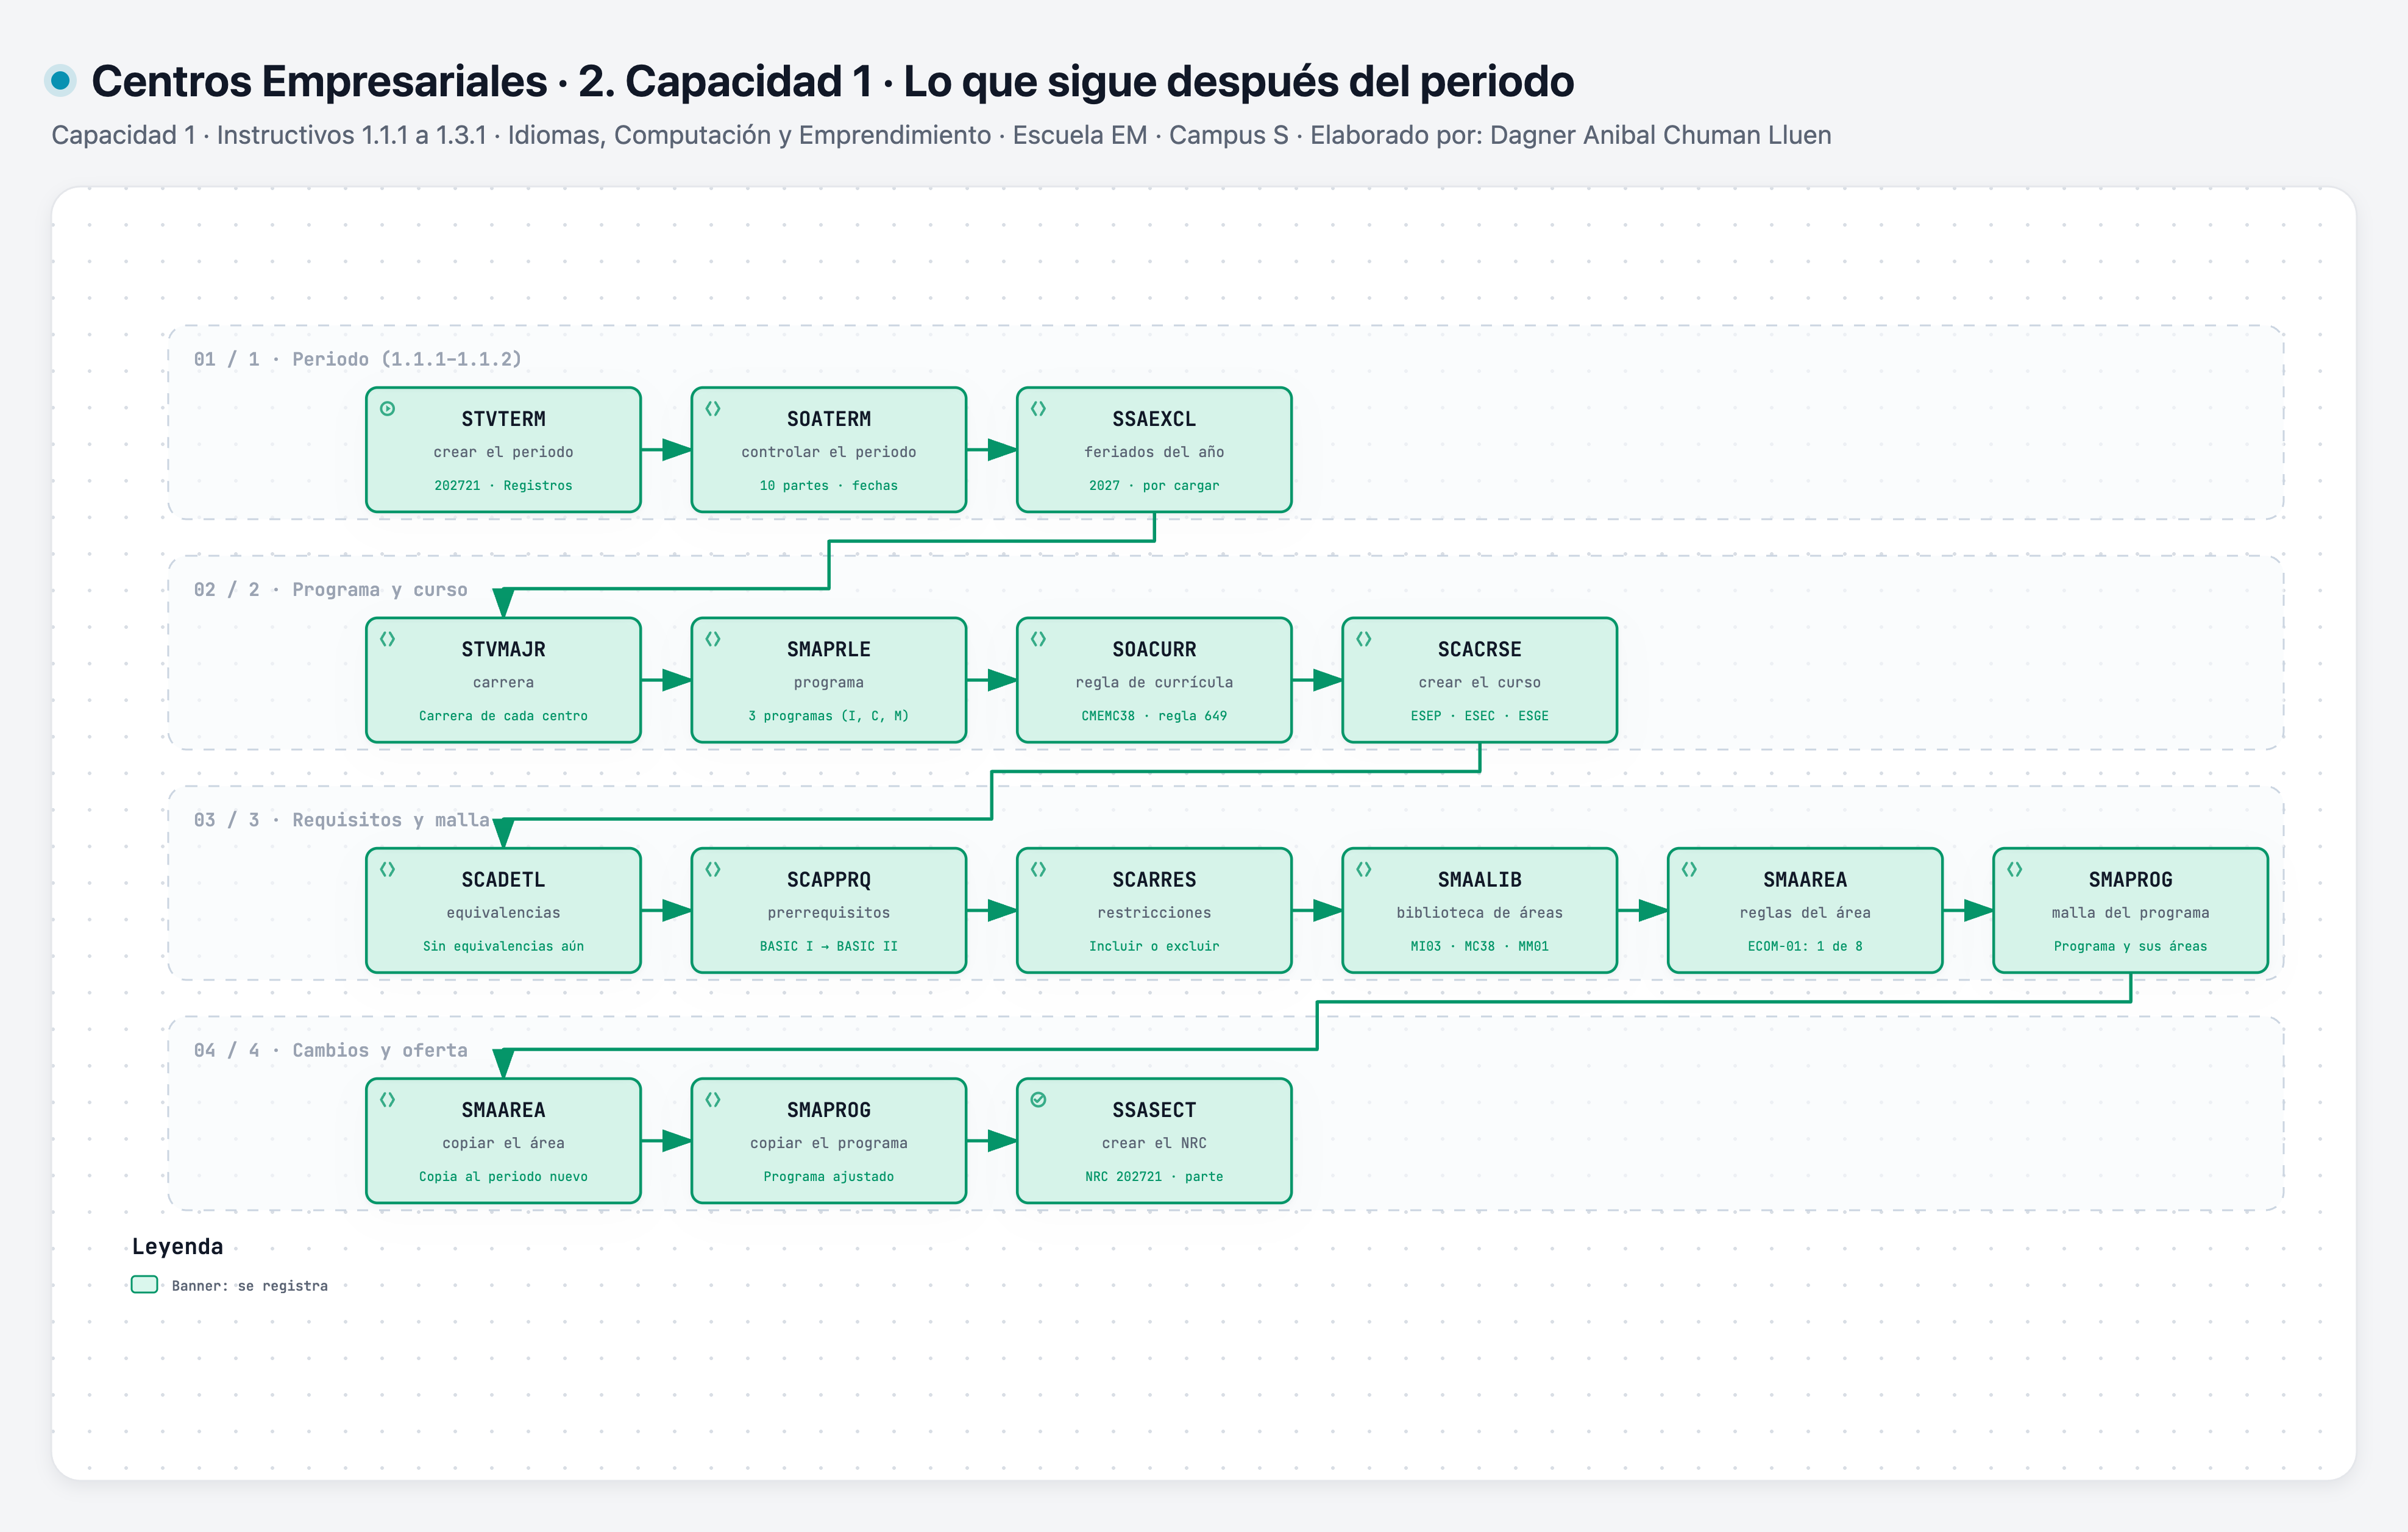 Centros Empresariales · 2. Capacidad 1 · Lo que sigue después del periodo
Capacidad 1 · Instructivos 1.1.1 a 1.3.1 · Idiomas, Computación y Emprendimiento · Escuela EM · Campus S · Elaborado por: Dagner Anibal Chuman Lluen
01 / 1 · Periodo (1.1.1–1.1.2)
STVTERM
crear el periodo
202721 · Registros
SOATERM
controlar el periodo
10 partes · fechas
SSAEXCL
feriados del año
2027 · por cargar
02 / 2 · Programa y curso
STVMAJR
carrera
Carrera de cada centro
SMAPRLE
programa
3 programas (I, C, M)
SOACURR
regla de currícula
CMEMC38 · regla 649
SCACRSE
crear el curso
ESEP · ESEC · ESGE
03 / 3 · Requisitos y malla
SCADETL
equivalencias
Sin equivalencias aún
SCAPPRQ
prerrequisitos
BASIC I → BASIC II
SCARRES
restricciones
Incluir o excluir
SMAALIB
biblioteca de áreas
MI03 · MC38 · MM01
SMAAREA
reglas del área
ECOM-01: 1 de 8
SMAPROG
malla del programa
Programa y sus áreas
04 / 4 · Cambios y oferta
SMAAREA
copiar el área
Copia al periodo nuevo
SMAPROG
copiar el programa
Programa ajustado
SSASECT
crear el NRC
NRC 202721 · parte
Leyenda
Banner: se registra